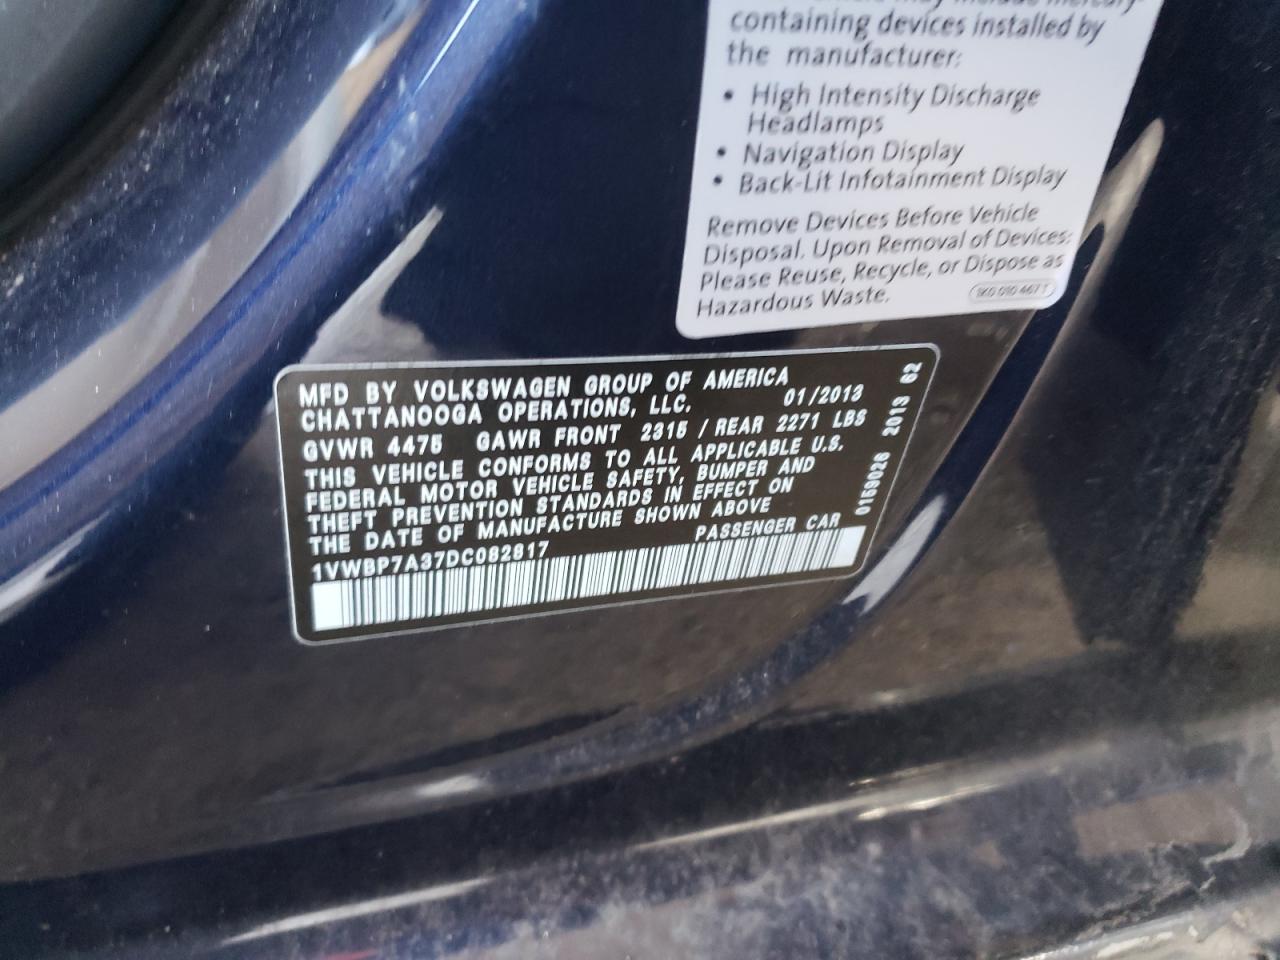 containing devices installed by
the manufacturer:
• High Intensity Discharge
Headlamps
• Navigation Display
• Back-Lit Infotainment Display
Remove Devices Before Vehicle
Disposal. Upon Removal of Devices:
Please Reuse, Recycle, or Dispose as
Hazardous Waste.
MFD BY VOLKSWAGEN GROUP OF AMERICA
CHATTANOOGA OPERATIONS, LLC. 01/2013
GVWR 4475 GAWR FRONT 2315 / REAR 2271 LBS
THIS VEHICLE CONFORMS TO ALL APPLICABLE U.S.
FEDERAL MOTOR VEHICLE SAFETY, BUMPER AND
THEFT PREVENTION STANDARDS IN EFFECT ON
THE DATE OF MANUFACTURE SHOWN ABOVE
1VWBP7A37DC082817 PASSENGER CAR
0159026 2013 62